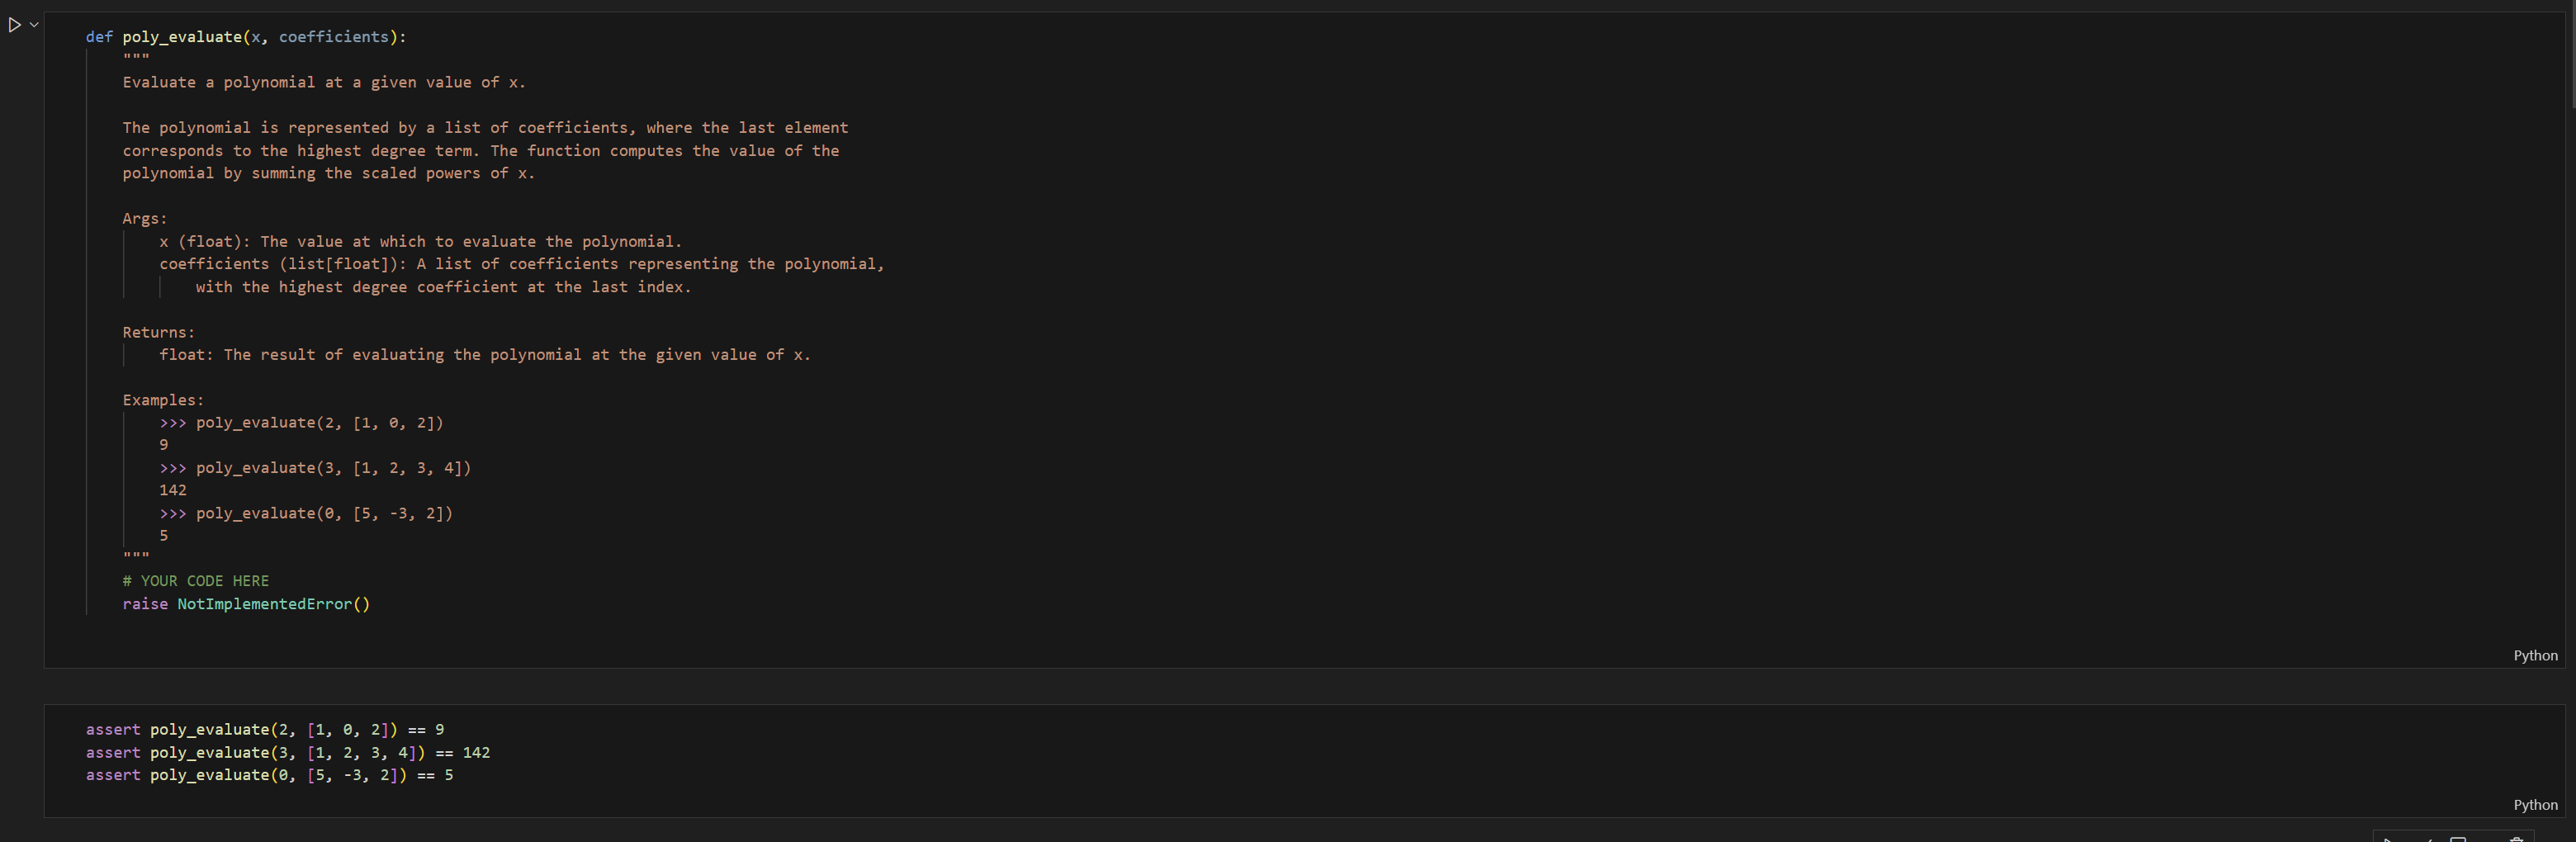 def poly_evaluate(x, coefficients):
"""
Evaluate a polynomial at a given value of x.
The polynomial is represented by a list of coefficients, where the last element
corresponds to the highest degree term. The function computes the value of the
polynomial by summing the scaled powers of x.
Args:
x (float): The value at which to evaluate the polynomial.
coefficients (list[float]): A list of coefficients representing the polynomial,
with the highest degree coefficient at the last index.
Returns:
float: The result of evaluating the polynomial at the given value of x.
Examples:
>>> poly_evaluate(2, [1, 0, 2])
9
>>> poly_evaluate(3, [1, 2, 3, 4])
142
>>> poly_evaluate(0, [5, -3, 2])
5
"""
# YOUR CODE HERE
raise NotImplementedError()
Python
assert poly_evaluate(2, [1, 0, 2]) == 9
assert poly_evaluate(3, [1, 2, 3, 4]) == 142
assert poly_evaluate(0, [5, -3, 2]) == 5
Python